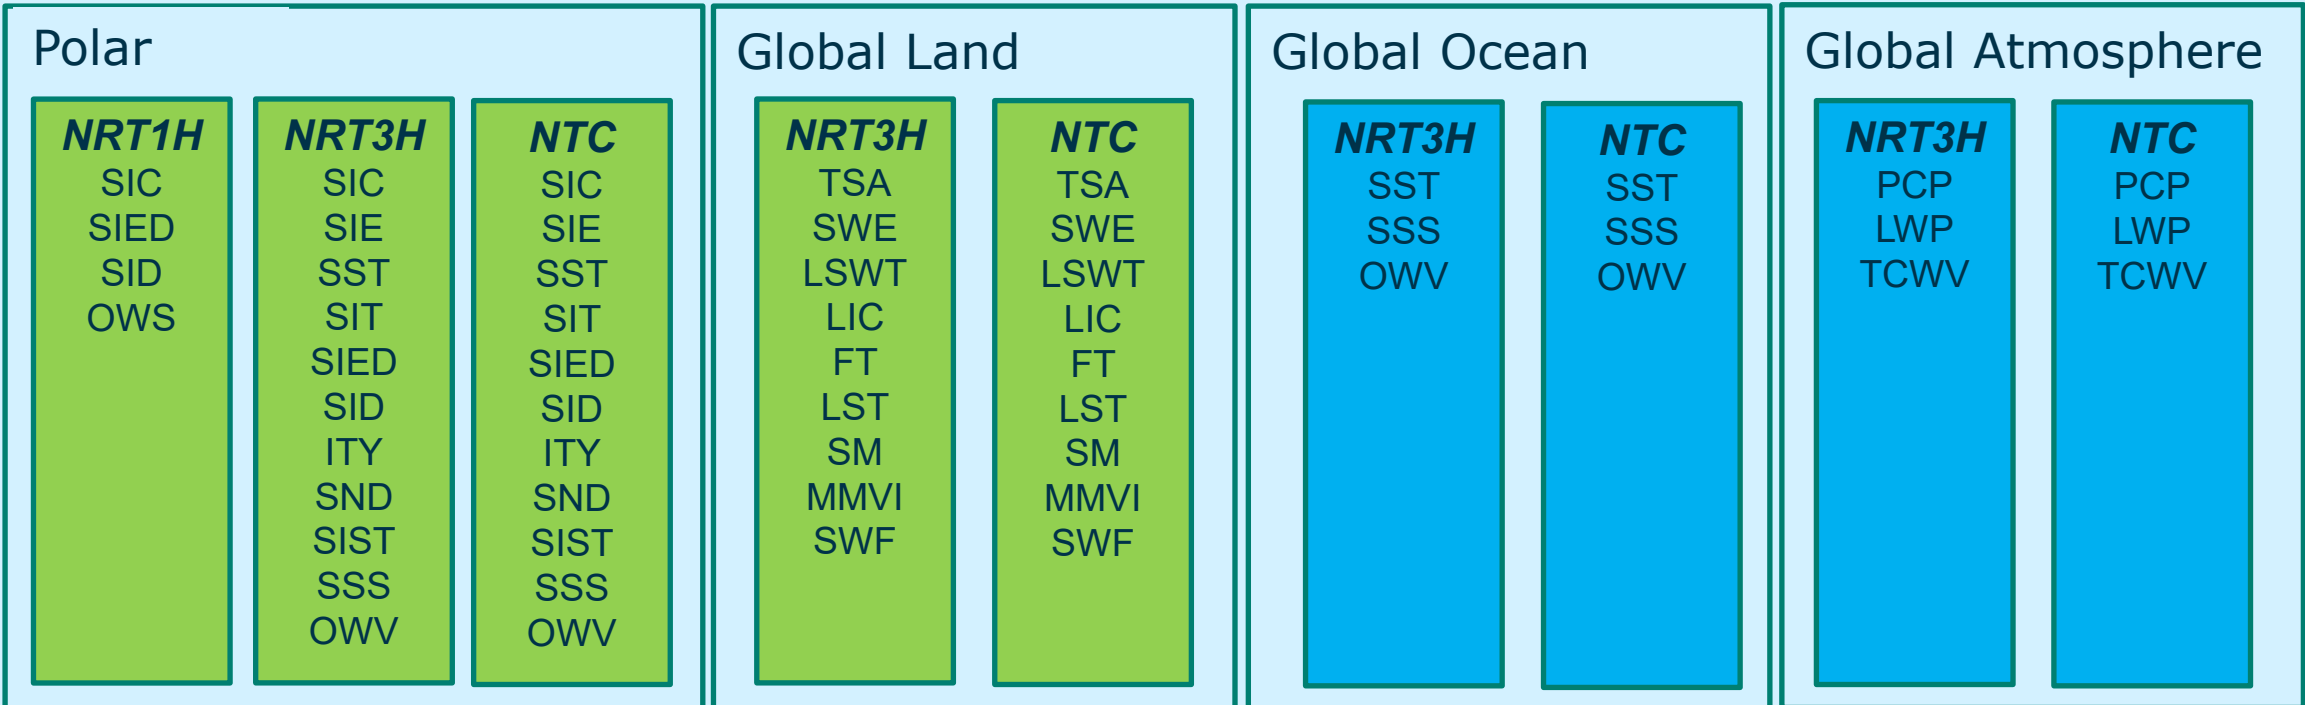 Polar
NRT1H
SIC
SIED
SID
OWS
NRT3H
SIC
SIE
SST
SIT
SIED
SID
ITY
SND
SIST
SSS
OWV
NTC
SIC
SIE
SST
SIT
SIED
SID
ITY
SND
SIST
SSS
OWV
Global Land
NRT3H
TSA
SWE
LSWT
LIC
FT
LST
SM
MMVI
SWF
NTC
TSA
SWE
LSWT
LIC
FT
LST
SM
MMVI
SWF
Global Ocean
NRT3H
SST
SSS
OWV
NTC
SST
SSS
OWV
Global Atmosphere
NRT3H
PCP
LWP
TCWV
NTC
PCP
LWP
TCWV